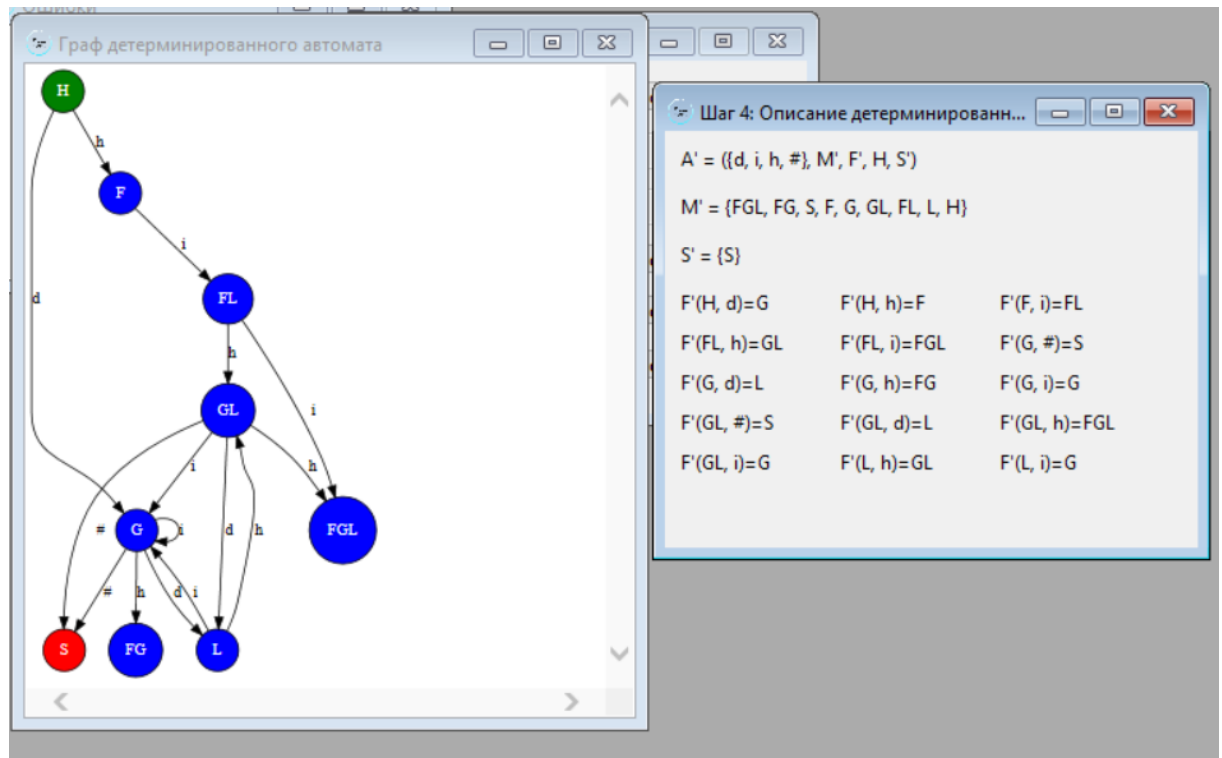 Ошибки
Граф детерминированного автомата
H
h
F
i
d
FL
h
i
GL
i
h
# G i d h FGL
# h d i
S FG L
Шаг 4: Описание детерминированн...
A' = ({d, i, h, #}, M', F', H, S')
M' = {FGL, FG, S, F, G, GL, FL, L, H}
S' = {S}
F'(H, d)=G F'(H, h)=F F'(F, i)=FL
F'(FL, h)=GL F'(FL, i)=FGL F'(G, #)=S
F'(G, d)=L F'(G, h)=FG F'(G, i)=G
F'(GL, #)=S F'(GL, d)=L F'(GL, h)=FGL
F'(GL, i)=G F'(L, h)=GL F'(L, i)=G